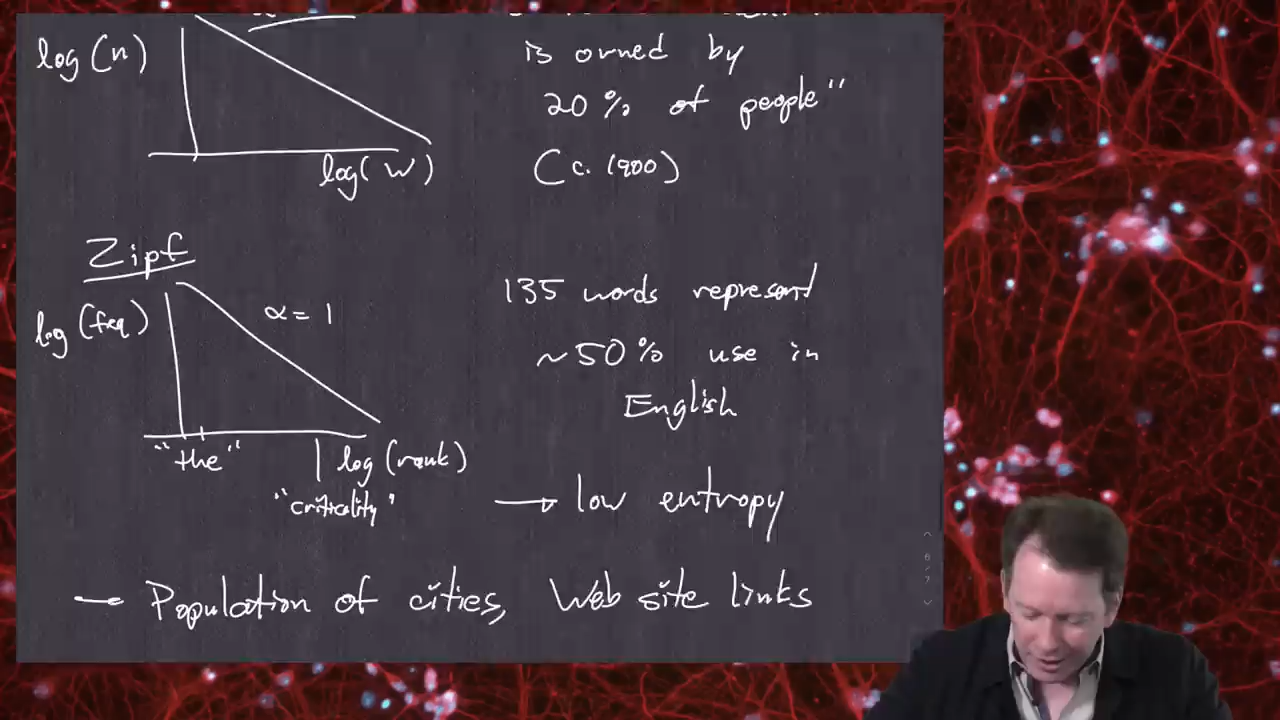 log (n)
is owned by
20% of people"
log( W )
(c. 1900)
Zipf
log (freq)
α = 1
135 words represent
~50% use in
English
"the"
log (rank)
"criticality"
→ low entropy
— Population of cities, Web site links